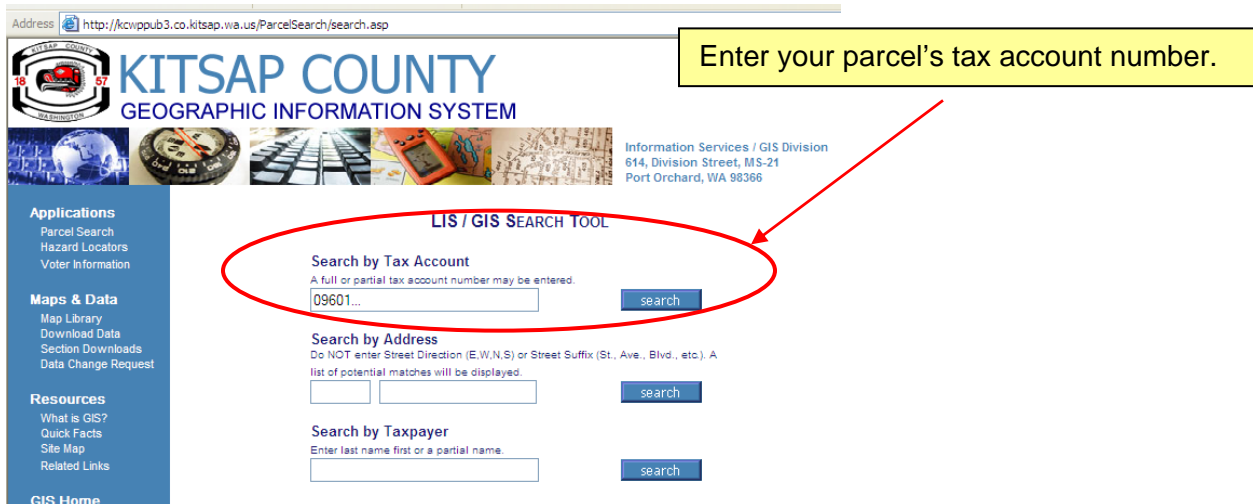 Address http://kcwppub3.co.kitsap.wa.us/ParcelSearch/search.asp
Enter your parcel's tax account number.
KITSAP COUNTY
18 57
WASHINGTON
KITSAP COUNTY
GEOGRAPHIC INFORMATION SYSTEM
Information Services / GIS Division
614, Division Street, MS-21
Port Orchard, WA 98366
Applications
Parcel Search
Hazard Locators
Voter Information
Maps & Data
Map Library
Download Data
Section Downloads
Data Change Request
Resources
What is GIS?
Quick Facts
Site Map
Related Links
GIS Home
LIS / GIS SEARCH TOOL
Search by Tax Account
A full or partial tax account number may be entered.
09601...
search
Search by Address
Do NOT enter Street Direction (E,W,N,S) or Street Suffix (St., Ave., Blvd., etc.). A
list of potential matches will be displayed.
search
Search by Taxpayer
Enter last name first or a partial name.
search